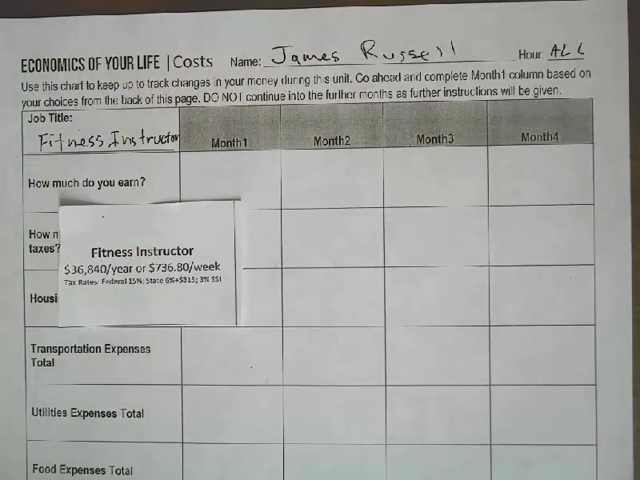 ECONOMICS OF YOUR LIFE | Costs Name: James Russell Hour ALL
Use this chart to keep up to track changes in your money during this unit. Go ahead and complete Month1 column based on
your choices from the back of this page. DO NOT continue into the further months as further instructions will be given.
Job Title:
Fitness Instructor Month1 Month2 Month3 Month4
How much do you earn?
How
taxes?
Fitness Instructor
$36,840/year or $736.80/week
Tax Rates: Federal 15%; State 6%+$315; 3% SSI
Housi
Transportation Expenses
Total
Utilities Expenses Total
Food Expenses Total